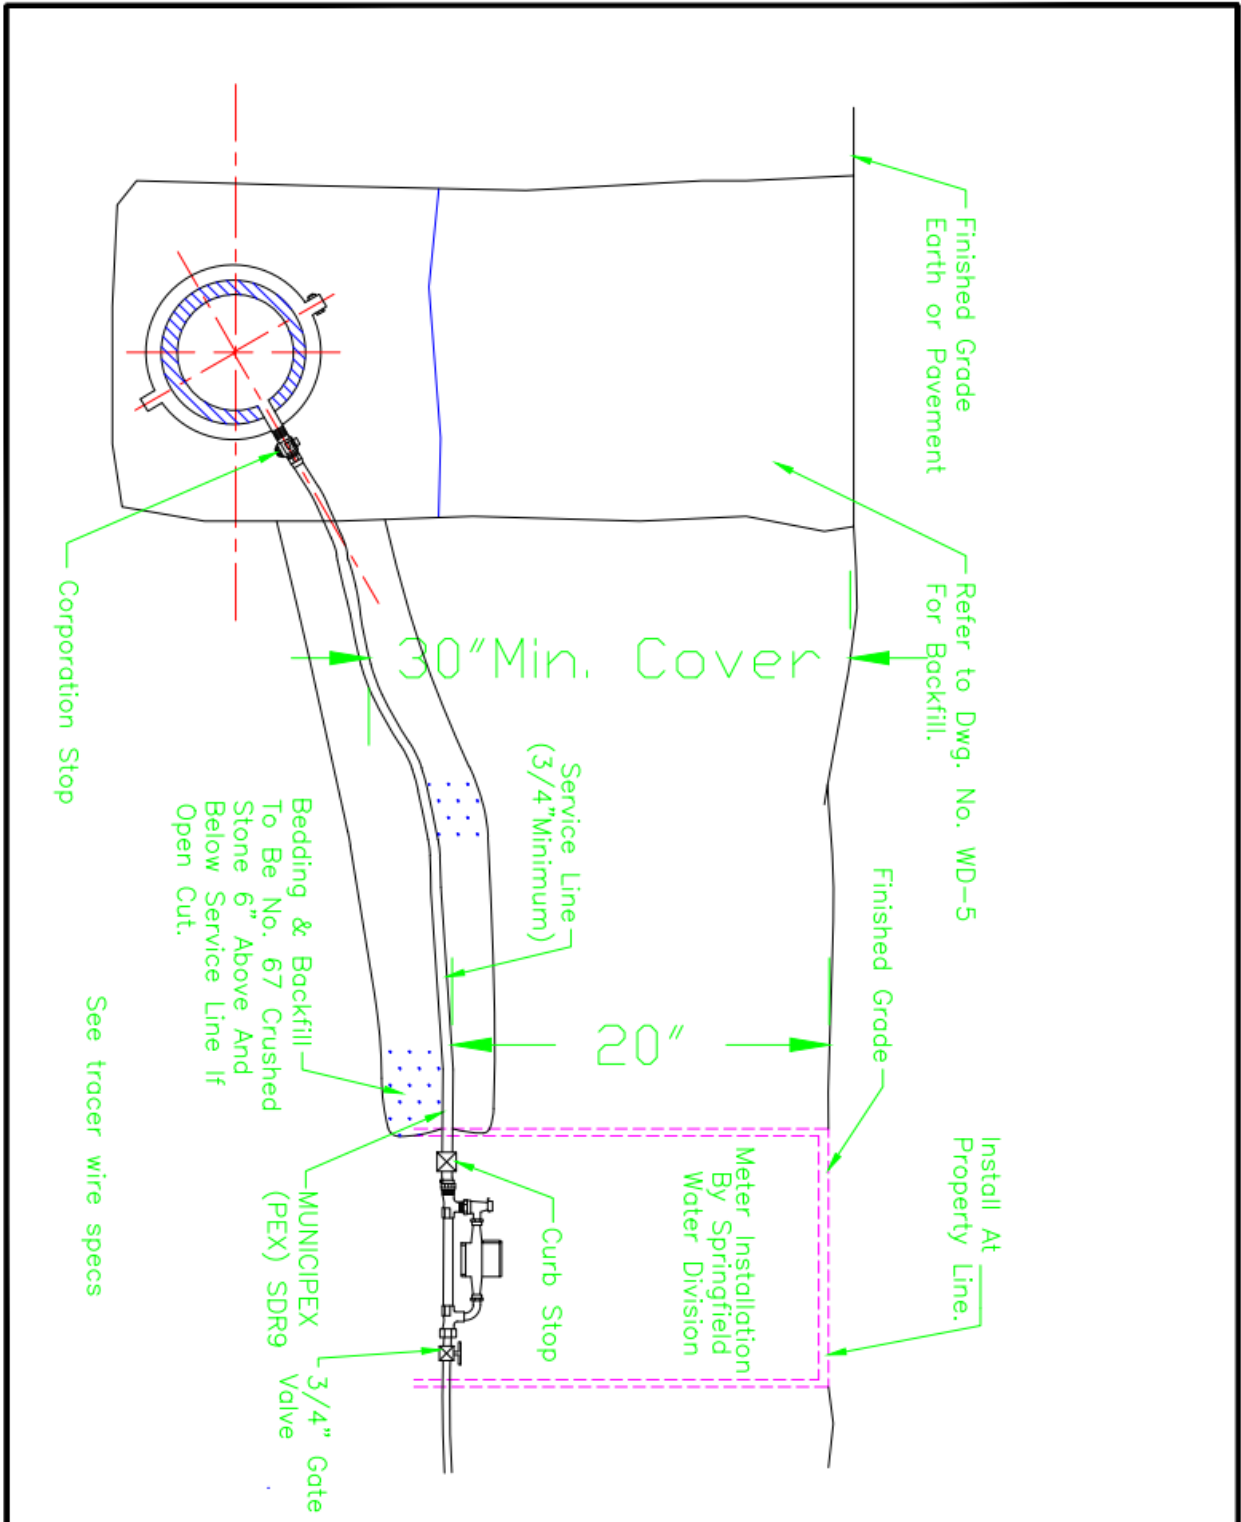 Finished Grade
Earth or Pavement
Refer to Dwg. No. WD-5
For Backfill.
Finished Grade
Install At
Property Line.
30"Min. Cover
20"
Service Line
(3/4"Minimum)
Meter Installation
By Springfield
Water Division
Curb Stop
Corporation Stop
Bedding & Backfill
To Be No. 67 Crushed
Stone 6" Above And
Below Service Line If
Open Cut.
MUNICIPEX
(PEX) SDR9
3/4" Gate
Valve
See tracer wire specs